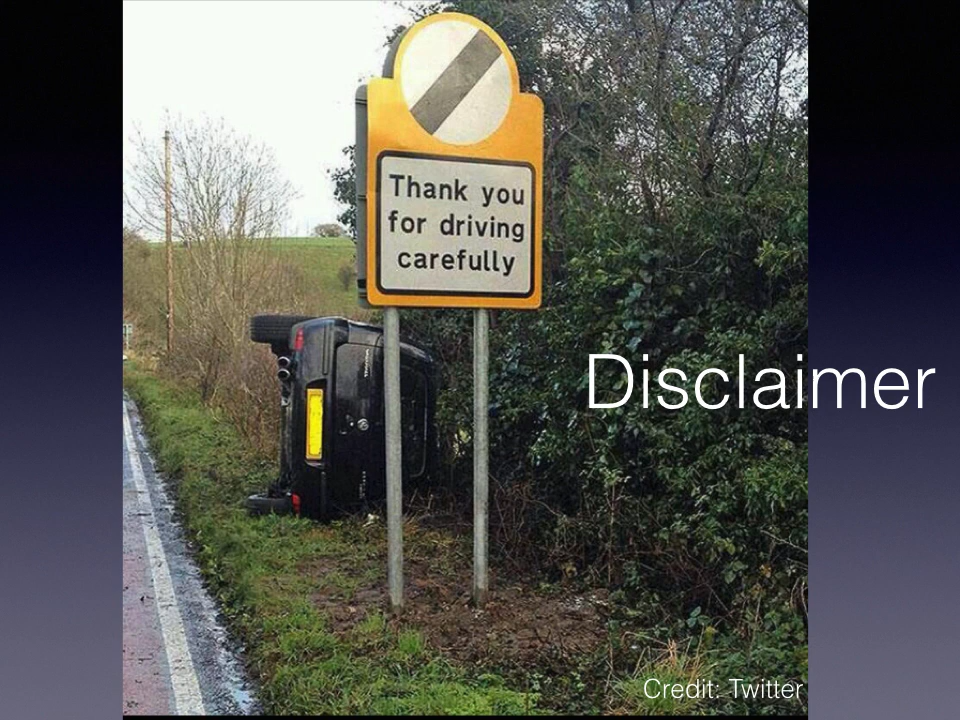 Thank you
for driving
carefully
Disclaimer
Credit: Twitter